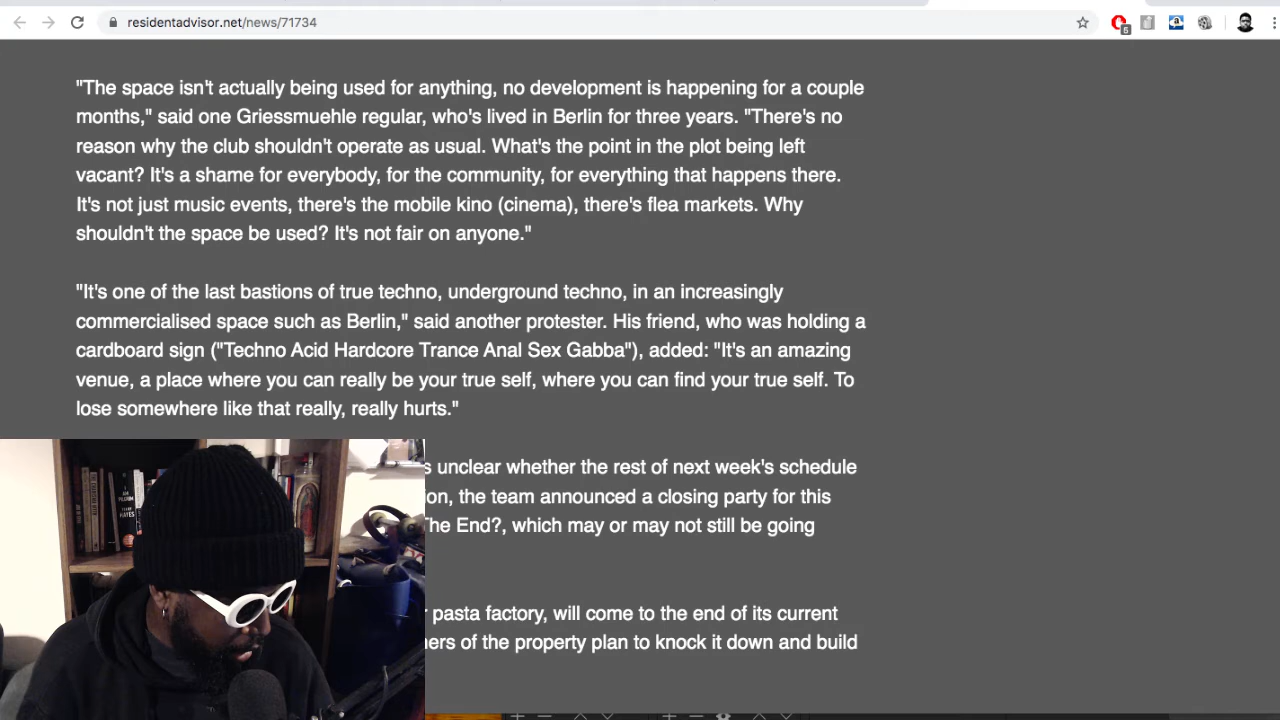 residentadvisor.net/news/71734
5
"The space isn't actually being used for anything, no development is happening for a couple
months," said one Griessmuehle regular, who's lived in Berlin for three years. "There's no
reason why the club shouldn't operate as usual. What's the point in the plot being left
vacant? It's a shame for everybody, for the community, for everything that happens there.
It's not just music events, there's the mobile kino (cinema), there's flea markets. Why
shouldn't the space be used? It's not fair on anyone."
"It's one of the last bastions of true techno, underground techno, in an increasingly
commercialised space such as Berlin," said another protester. His friend, who was holding a
cardboard sign ("Techno Acid Hardcore Trance Anal Sex Gabba"), added: "It's an amazing
venue, a place where you can really be your true self, where you can find your true self. To
lose somewhere like that really, really hurts."
unclear whether the rest of next week's schedule
the team announced a closing party for this
The End?, which may or may not still be going
pasta factory, will come to the end of its current
of the property plan to knock it down and build
I AM
PILGRIM